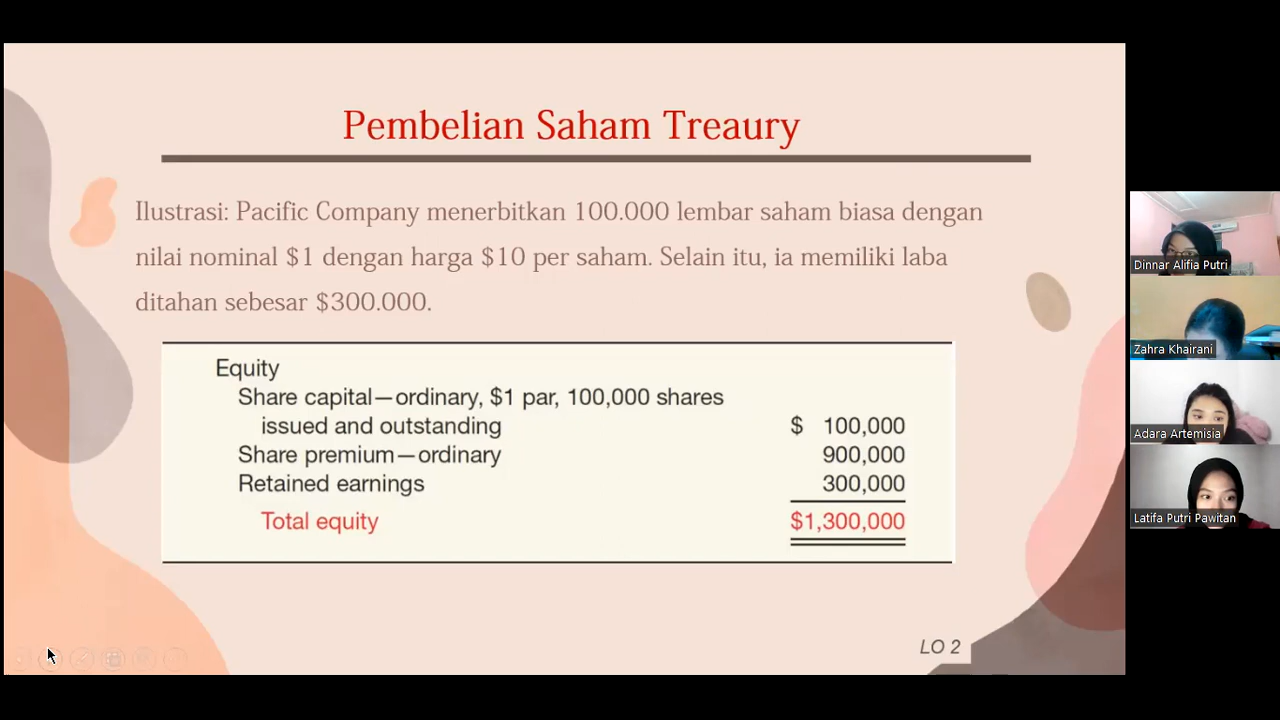 Pembelian Saham Treaury
Ilustrasi: Pacific Company menerbitkan 100.000 lembar saham biasa dengan
nilai nominal $1 dengan harga $10 per saham. Selain itu, ia memiliki laba
ditahan sebesar $300.000.
Equity
Share capital—ordinary, $1 par, 100,000 shares
issued and outstanding $ 100,000
Share premium—ordinary 900,000
Retained earnings 300,000
Total equity $1,300,000
LO 2
Dinnar Alifia Putri
Zahra Khairani
Adara Artemisia
Latifa Putri Pawitan